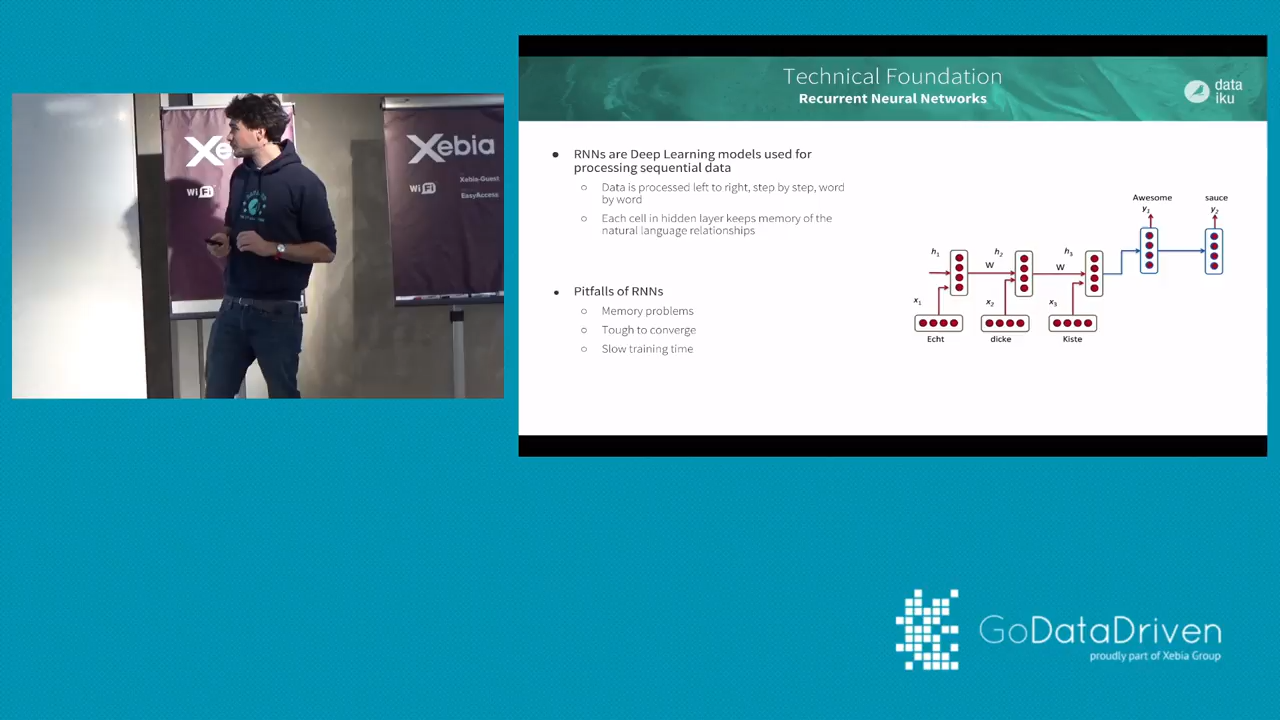 Xe
WiFi
Xebia
WiFi
Xebia-Guest
EasyAccess
Technical Foundation
Recurrent Neural Networks
data
iku
● RNNs are Deep Learning models used for
processing sequential data
○ Data is processed left to right, step by step, word
by word
○ Each cell in hidden layer keeps memory of the
natural language relationships
● Pitfalls of RNNs
○ Memory problems
○ Tough to converge
○ Slow training time
Awesome sauce
y1 y2
h1 h2 h3
W W
x1 x2 x3
Echt dicke Kiste
GoDataDriven
proudly part of Xebia Group